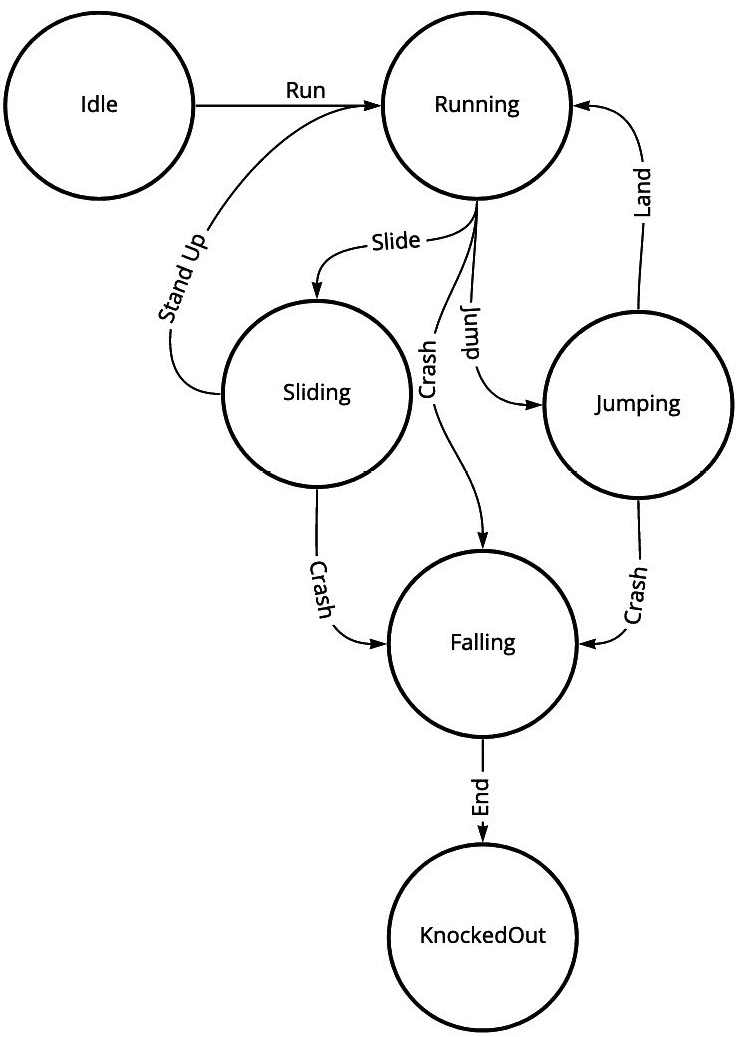 Idle
Run
Running
Land
Stand Up
Slide
Crash
Jump
Sliding
Jumping
Crash
Crash
Falling
End
KnockedOut